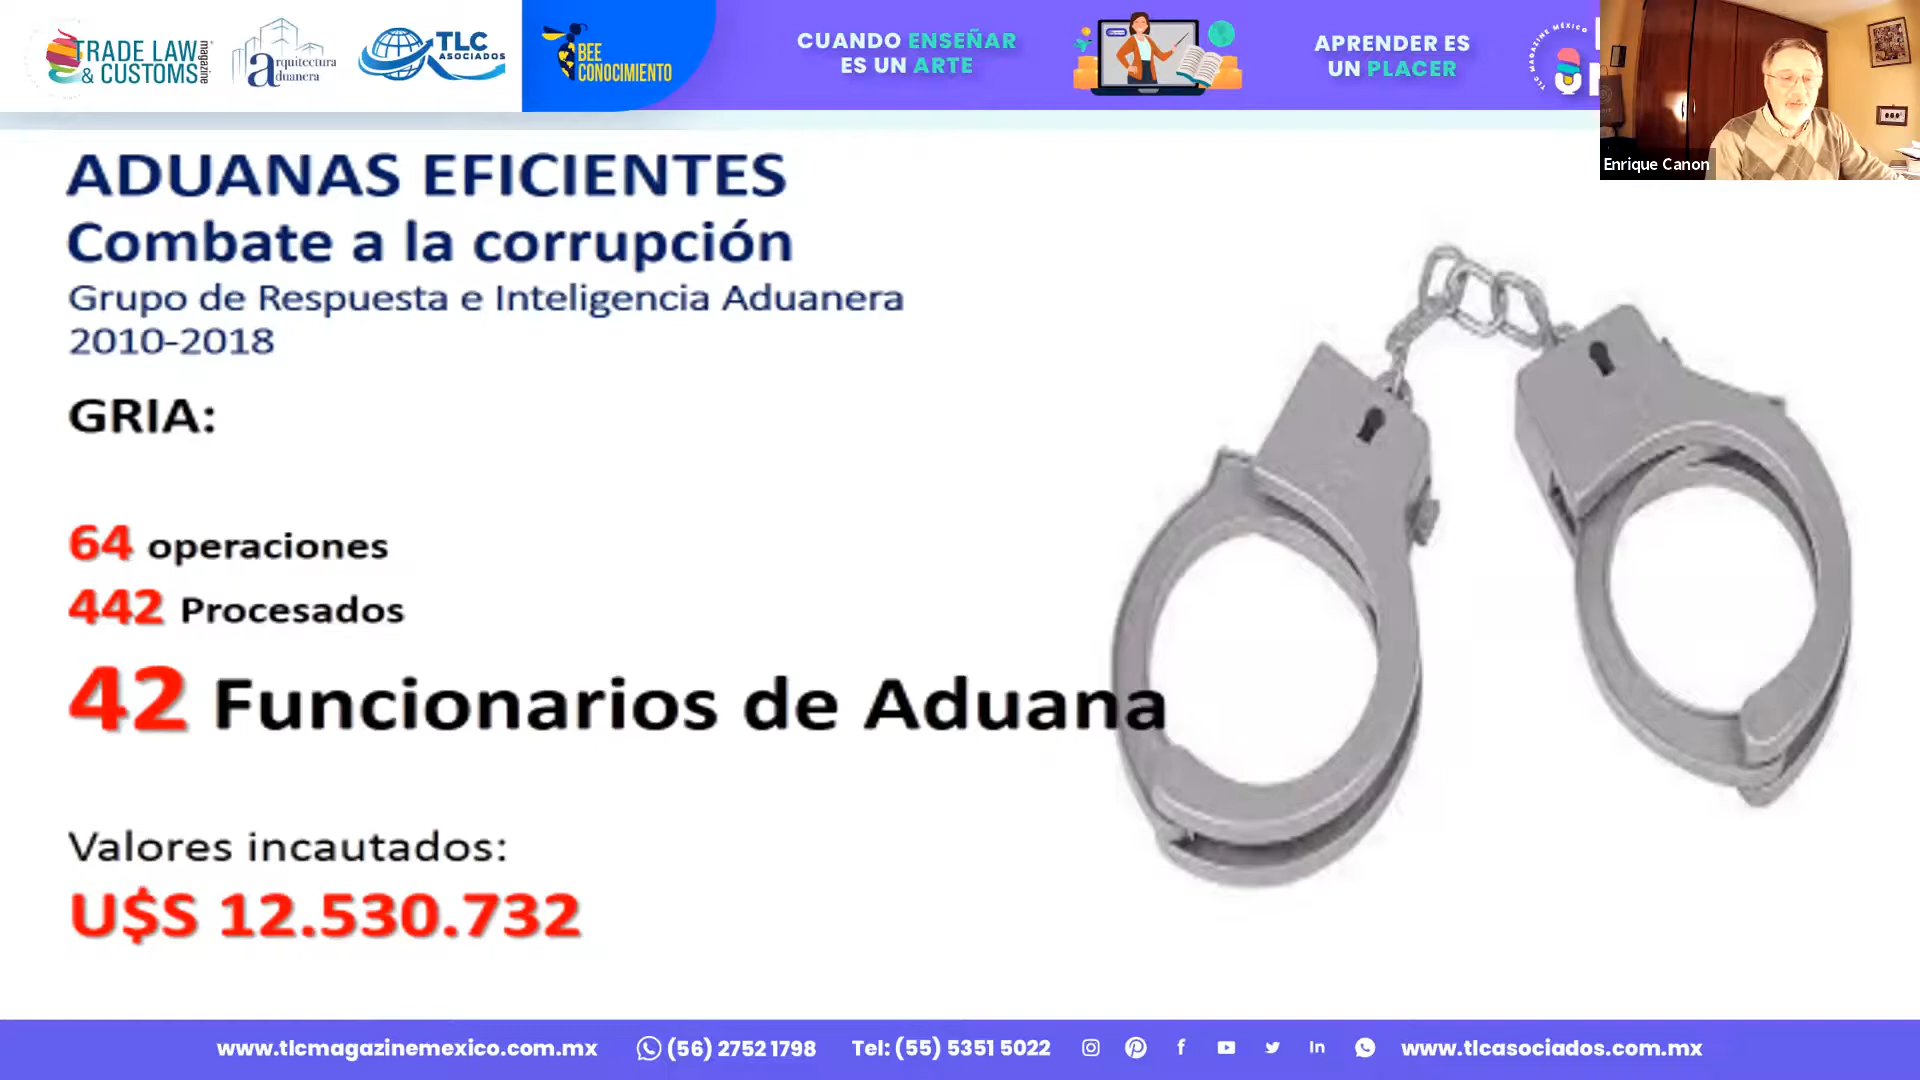 TRADE LAW
& CUSTOMS
magazine
arquitectura
aduanera
TLC
ASOCIADOS
BEE
CONOCIMIENTO
CUANDO ENSEÑAR
ES UN ARTE
APRENDER ES
UN PLACER
TLC MAGAZINE MÉXICO
Enrique Canon
ADUANAS EFICIENTES
Combate a la corrupción
Grupo de Respuesta e Inteligencia Aduanera
2010-2018
GRIA:
64 operaciones
442 Procesados
42 Funcionarios de Aduana
Valores incautados:
U$S 12.530.732
www.tlcmagazinemexico.com.mx (56) 2752 1798 Tel: (55) 5351 5022 www.tlcasociados.com.mx